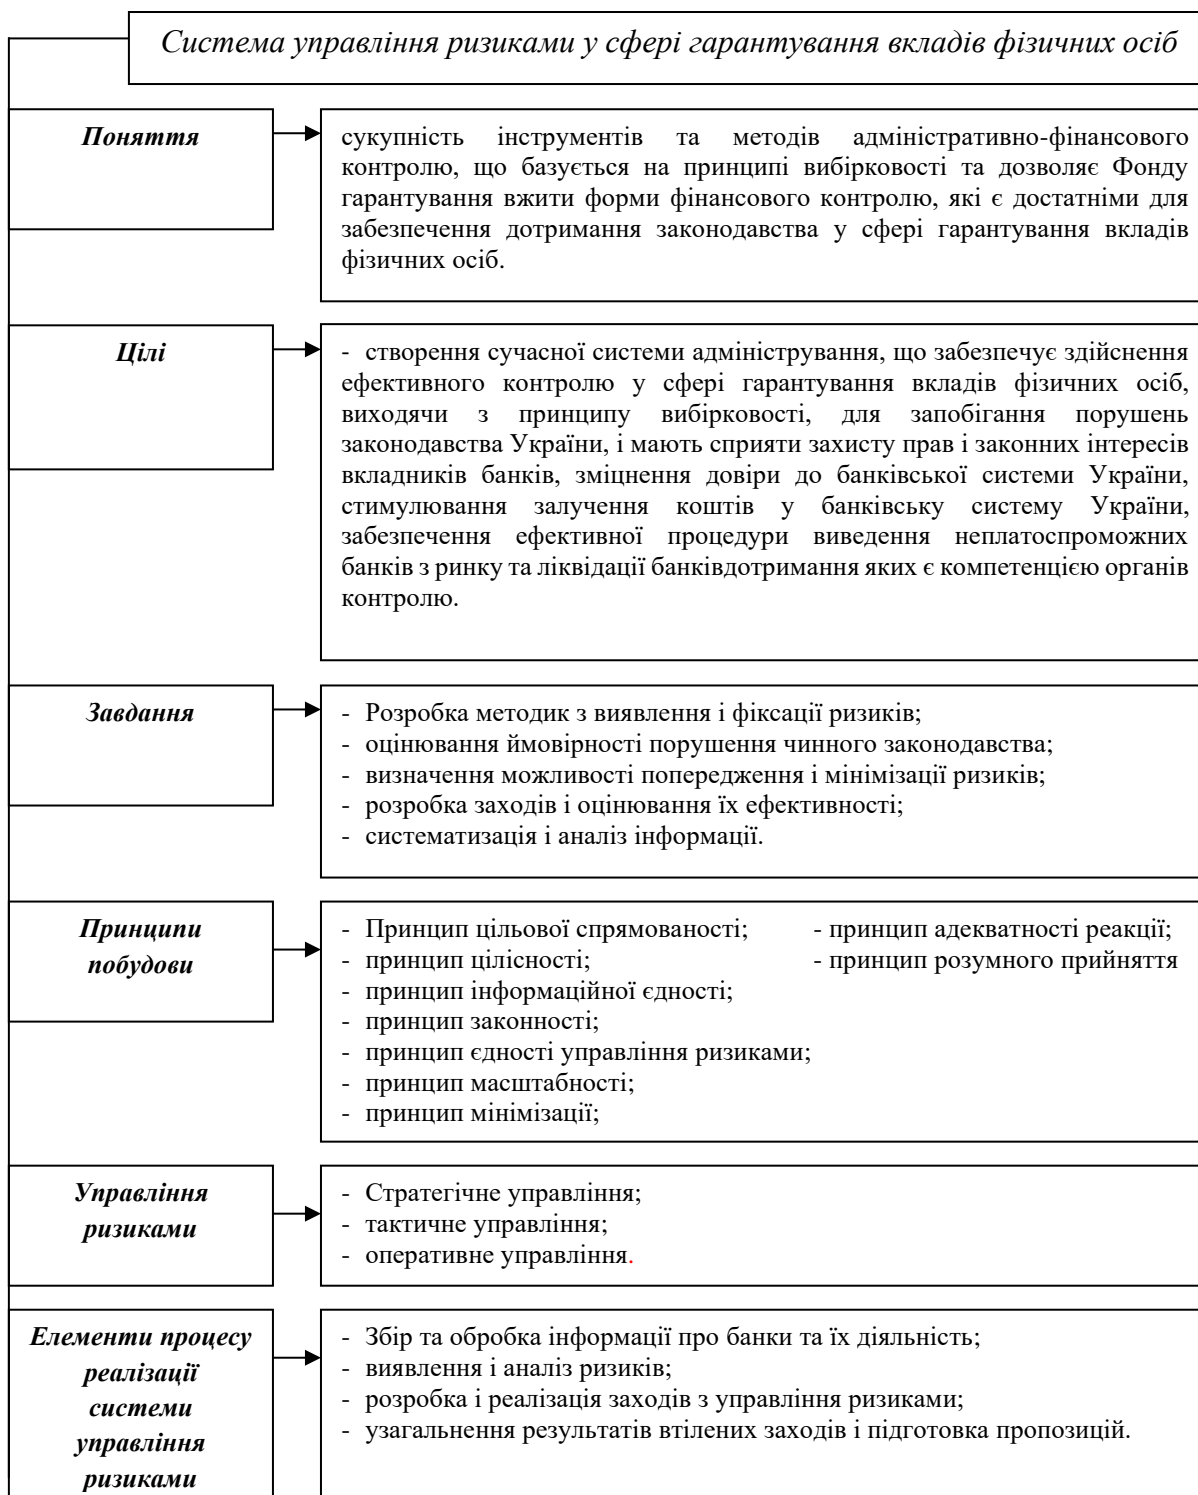 Система управління ризиками у сфері гарантування вкладів фізичних осіб
Поняття
сукупність інструментів та методів адміністративно-фінансового
контролю, що базується на принципі вибірковості та дозволяє Фонду
гарантування вжити форми фінансового контролю, які є достатніми для
забезпечення дотримання законодавства у сфері гарантування вкладів
фізичних осіб.
Цілі
- створення сучасної системи адміністрування, що забезпечує здійснення
ефективного контролю у сфері гарантування вкладів фізичних осіб,
виходячи з принципу вибірковості, для запобігання порушень
законодавства України, і мають сприяти захисту прав і законних інтересів
вкладників банків, зміцнення довіри до банківської системи України,
стимулювання залучення коштів у банківську систему України,
забезпечення ефективної процедури виведення неплатоспроможних
банків з ринку та ліквідації банківдотримання яких є компетенцією органів
контролю.
Завдання
- Розробка методик з виявлення і фіксації ризиків;
- оцінювання ймовірності порушення чинного законодавства;
- визначення можливості попередження і мінімізації ризиків;
- розробка заходів і оцінювання їх ефективності;
- систематизація і аналіз інформації.
Принципи
побудови
- Принцип цільової спрямованості;
- принцип цілісності;
- принцип інформаційної єдності;
- принцип законності;
- принцип єдності управління ризиками;
- принцип масштабності;
- принцип мінімізації;
- принцип адекватності реакції;
- принцип розумного прийняття
Управління
ризиками
- Стратегічне управління;
- тактичне управління;
- оперативне управління.
Елементи процесу
реалізації
системи
управління
ризиками
- Збір та обробка інформації про банки та їх діяльність;
- виявлення і аналіз ризиків;
- розробка і реалізація заходів з управління ризиками;
- узагальнення результатів втілених заходів і підготовка пропозицій.